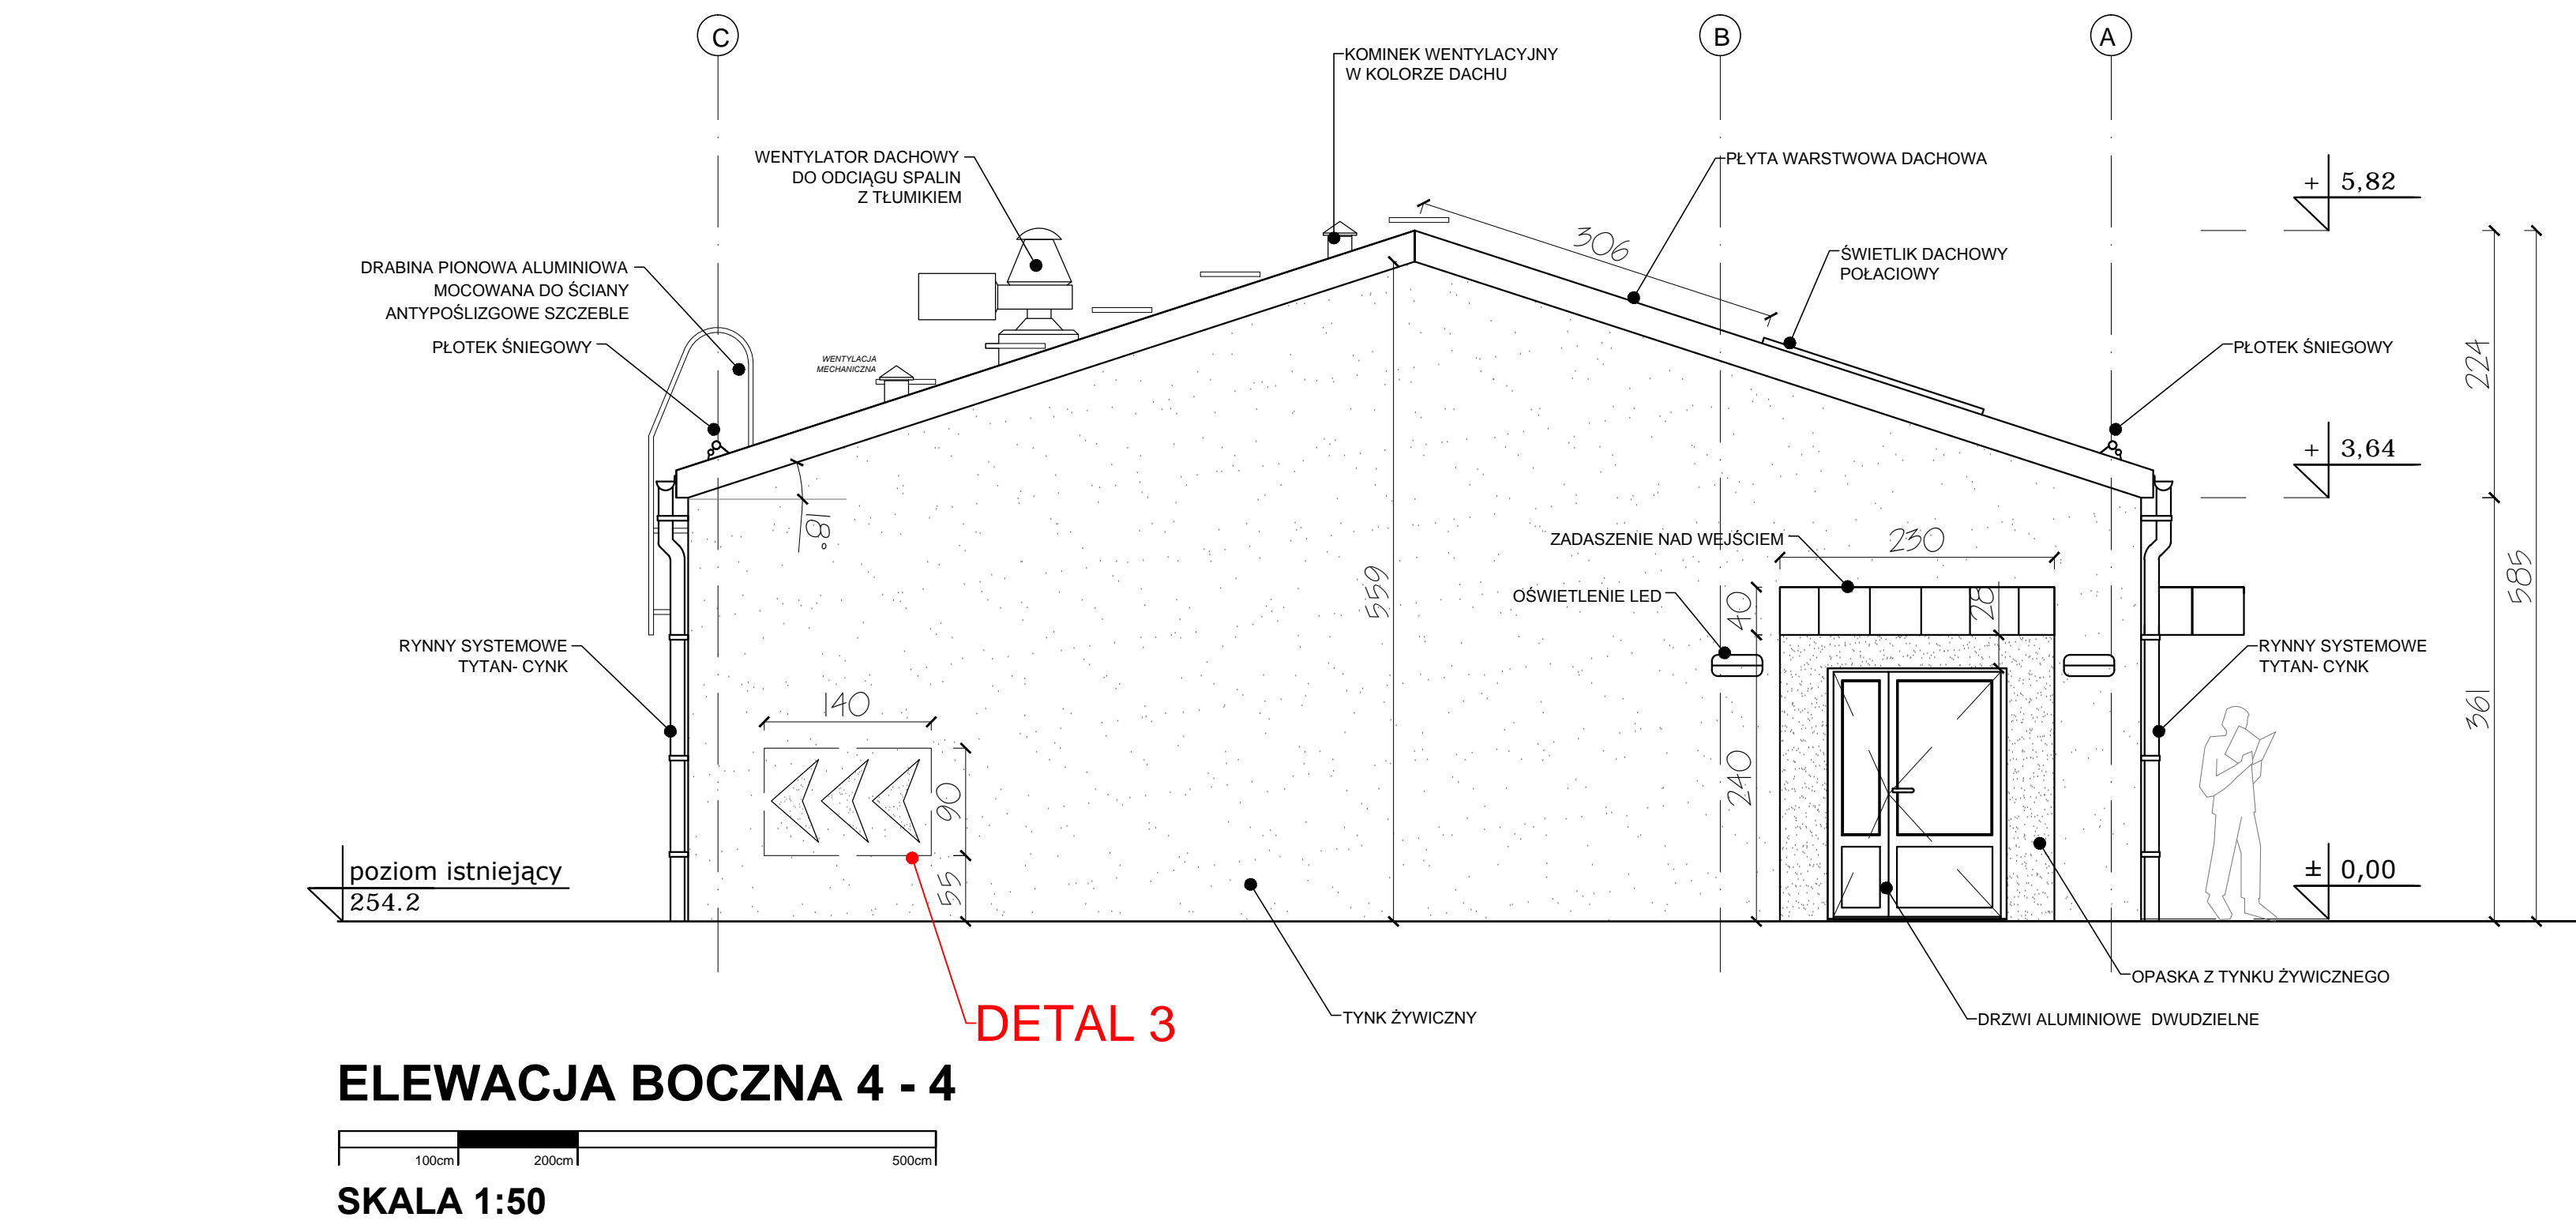 C
B
A
KOMINEK WENTYLACYJNY
W KOLORZE DACHU
WENTYLATOR DACHOWY
DO ODCIĄGU SPALIN
Z TŁUMIKIEM
PŁYTA WARSTWOWA DACHOWA
+ 5,82
306
ŚWIETLIK DACHOWY
POŁACIOWY
DRABINA PIONOWA ALUMINIOWA
MOCOWANA DO ŚCIANY
ANTYPOŚLIZGOWE SZCZEBLE
PŁOTEK ŚNIEGOWY
WENTYLACJA
MECHANICZNA
PŁOTEK ŚNIEGOWY
224
+ 3,64
18°
ZADASZENIE NAD WEJŚCIEM
230
559
585
OŚWIETLENIE LED
40
28
RYNNY SYSTEMOWE
TYTAN- CYNK
RYNNY SYSTEMOWE
TYTAN- CYNK
140
361
90
240
poziom istniejący
254.2
55
± 0,00
OPASKA Z TYNKU ŻYWICZNEGO
DETAL 3
TYNK ŻYWICZNY
DRZWI ALUMINIOWE DWUDZIELNE
ELEWACJA BOCZNA 4 - 4
100cm
200cm
500cm
SKALA 1:50